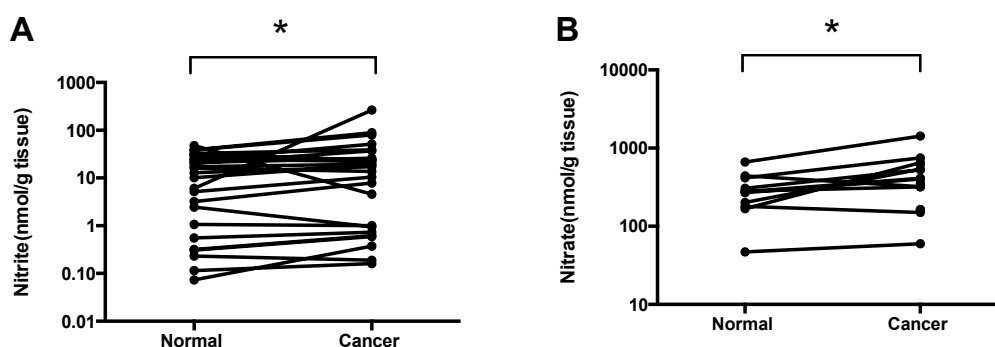 A
*
Nitrite(nmol/g tissue)
1000
100
10
1
0.10
0.01
Normal Cancer
B
*
Nitrate(nmol/g tissue)
10000
1000
100
10
Normal Cancer